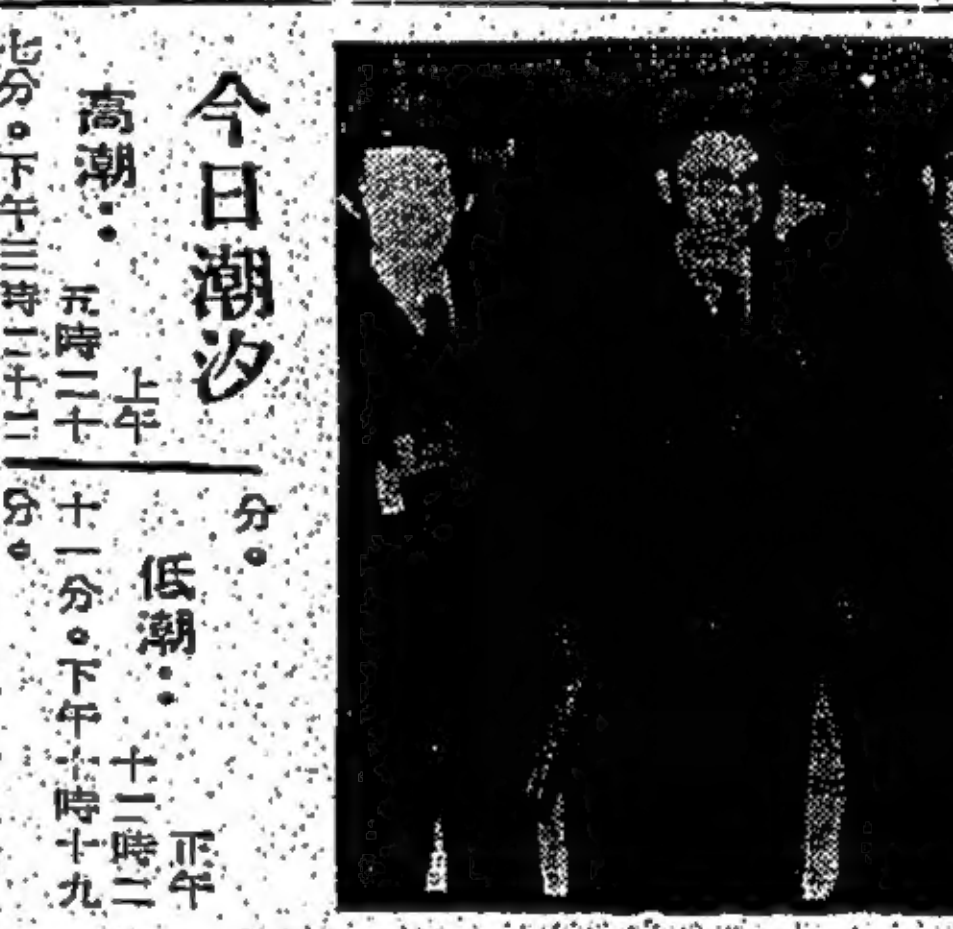 今日潮汐
高潮：上午
五時二十
七分。下午三時二十二
分。
低潮：正午
十二時二
十一分。下午十時十九
分。